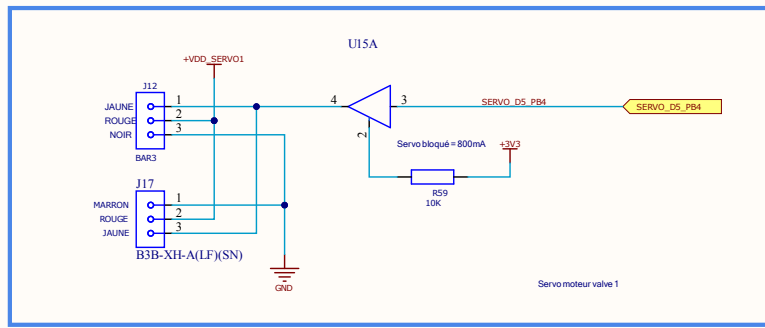 U15A
+VDD_SERVO1
J12
JAUNE 1
ROUGE 2
NOIR 3
BAR3
4
3
SERVO_D5_PB4
SERVO_D5_PB4
2
Servo bloqué = 800mA
+3V3
R59
10K
J17
MARRON 1
ROUGE 2
JAUNE 3
B3B-XH-A(LF)(SN)
GND
Servo moteur valve 1